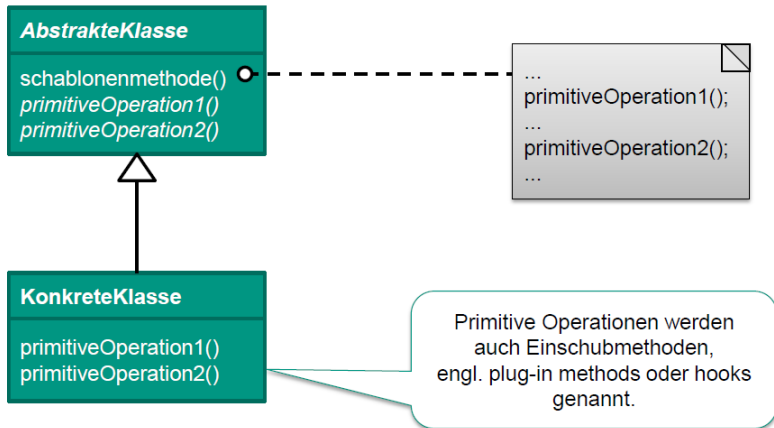 AbstrakteKlasse
schablonenmethode()
primitiveOperation1()
primitiveOperation2()
...
primitiveOperation1();
...
primitiveOperation2();
...
KonkreteKlasse
primitiveOperation1()
primitiveOperation2()
Primitive Operationen werden
auch Einschubmethoden,
engl. plug-in methods oder hooks
genannt.